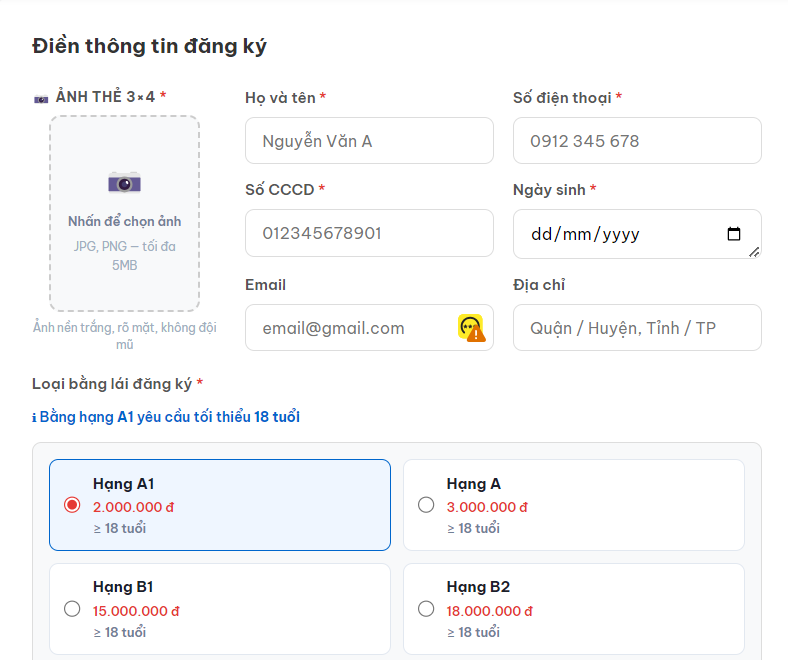 Điền thông tin đăng ký
ẢNH THẺ 3×4 *
Nhấn để chọn ảnh
JPG, PNG — tối đa
5MB
Ảnh nền trắng, rõ mặt, không đội
mũ
Họ và tên *
Nguyễn Văn A
Số điện thoại *
0912 345 678
Số CCCD *
012345678901
Ngày sinh *
dd/mm/yyyy
Email
email@gmail.com
Địa chỉ
Quận / Huyện, Tỉnh / TP
Loại bằng lái đăng ký *
ℹ Bằng hạng A1 yêu cầu tối thiểu 18 tuổi
Hạng A1
2.000.000 đ
≥ 18 tuổi
Hạng A
3.000.000 đ
≥ 18 tuổi
Hạng B1
15.000.000 đ
≥ 18 tuổi
Hạng B2
18.000.000 đ
≥ 18 tuổi